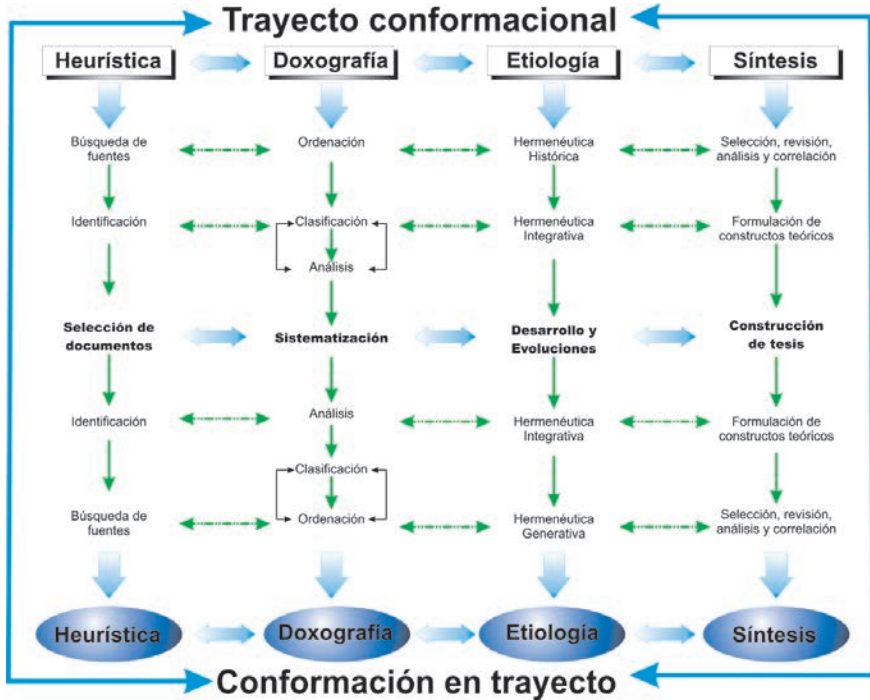 Trayecto conformacional
Heurística
Doxografía
Etiología
Síntesis
Búsqueda de
fuentes
Ordenación
Hermenéutica
Histórica
Selección, revisión,
análisis y correlación
Identificación
Clasificación
Hermenéutica
Integrativa
Formulación de
constructos teóricos
Análisis
Selección de
documentos
Sistematización
Desarrollo y
Evoluciones
Construcción
de tesis
Identificación
Análisis
Hermenéutica
Integrativa
Formulación de
constructos teóricos
Clasificación
Búsqueda de
fuentes
Ordenación
Hermenéutica
Generativa
Selección, revisión,
análisis y correlación
Heurística
Doxografía
Etiología
Síntesis
Conformación en trayecto